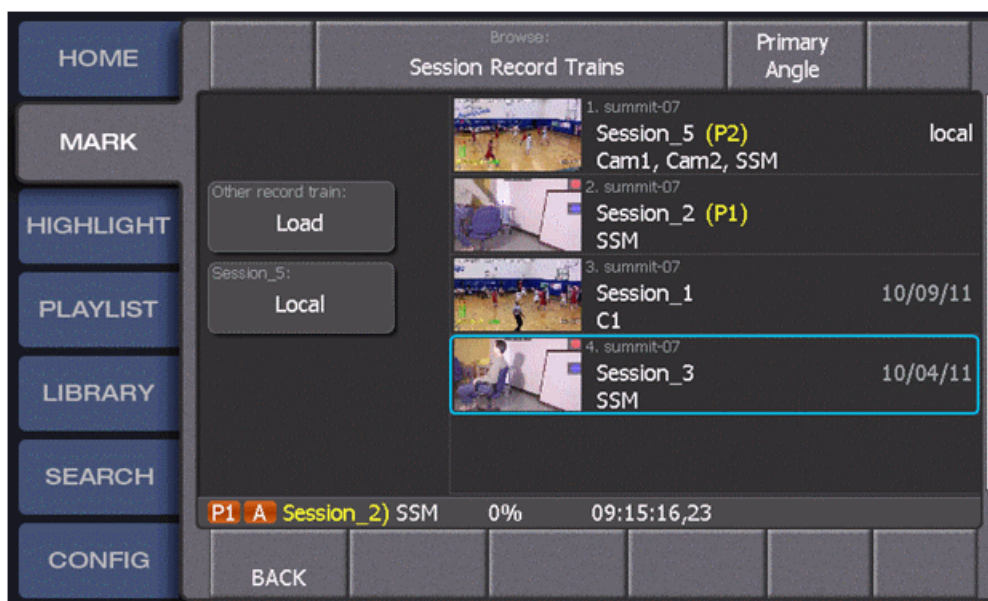 HOME
MARK
HIGHLIGHT
PLAYLIST
LIBRARY
SEARCH
CONFIG
Browse:
Session Record Trains
Primary
Angle
Other record train:
Load
Session_5:
Local
1. summit-07
Session_5 (P2) local
Cam1, Cam2, SSM
2. summit-07
Session_2 (P1)
SSM
3. summit-07
Session_1 10/09/11
C1
4. summit-07
Session_3 10/04/11
SSM
P1 A Session_2) SSM 0% 09:15:16,23
BACK